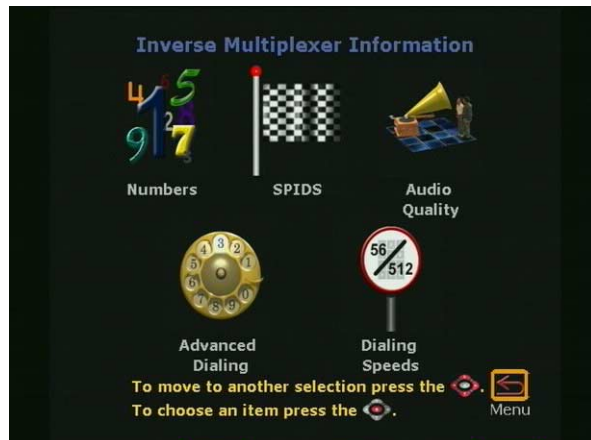 Inverse Multiplexer Information
Numbers
SPIDS
Audio
Quality
56/512
Advanced
Dialing
Dialing
Speeds
To move to another selection press the .
To choose an item press the .
Menu